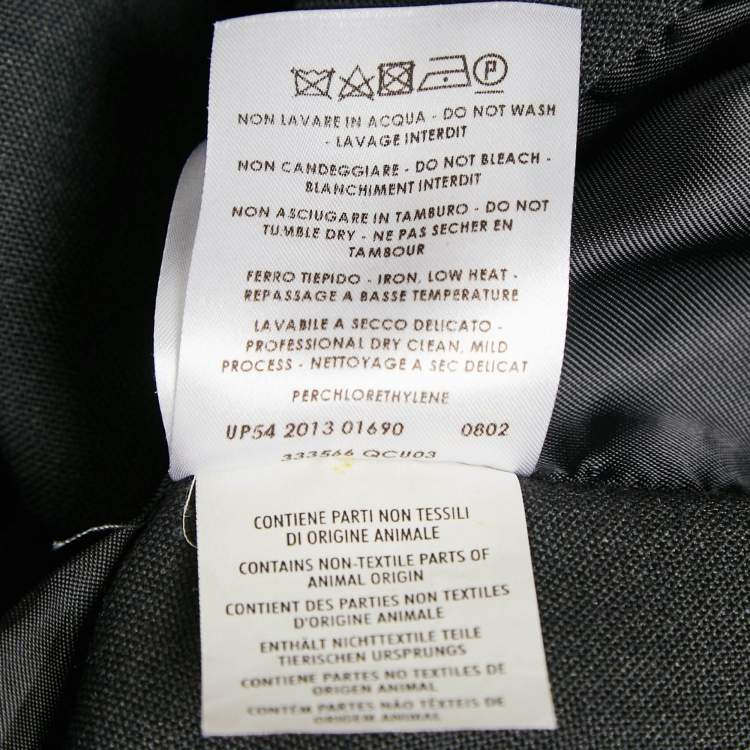 P
NON LAVARE IN ACQUA - DO NOT WASH
- LAVAGE INTERDIT
NON CANDEGGIARE - DO NOT BLEACH -
BLANCHIMENT INTERDIT
NON ASCIUGARE IN TAMBURO - DO NOT
TUMBLE DRY - NE PAS SECHER EN
TAMBOUR
FERRO TIEPIDO - IRON, LOW HEAT -
REPASSAGE A BASSE TEMPERATURE
LAVABILE A SECCO DELICATO -
PROFESSIONAL DRY CLEAN, MILD
PROCESS - NETTOYAGE A SEC DELICAT
PERCHLORETHYLENE
UP54 2013 01690 0802
333566 QCU03
CONTIENE PARTI NON TESSILI
DI ORIGINE ANIMALE
CONTAINS NON-TEXTILE PARTS OF
ANIMAL ORIGIN
CONTIENT DES PARTIES NON TEXTILES
D'ORIGINE ANIMALE
ENTHÄLT NICHTTEXTILE TEILE
TIERISCHEN URSPRUNGS
CONTIENE PARTES NO TEXTILES DE
ORIGEN ANIMAL
CONTÉM PARTES NÃO TÊXTEIS DE
ORIGEM ANIMAL